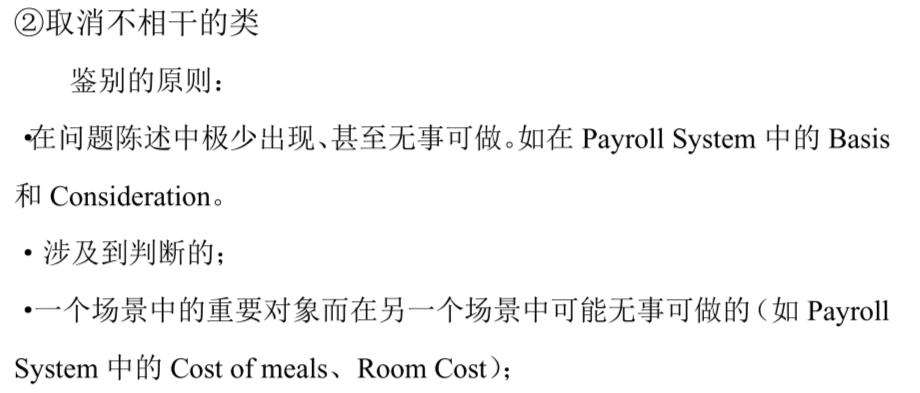 ②取消不相干的类
鉴别的原则：
•在问题陈述中极少出现、甚至无事可做。如在 Payroll System 中的 Basis
和 Consideration。
• 涉及到判断的；
•一个场景中的重要对象而在另一个场景中可能无事可做的（如 Payroll
System 中的 Cost of meals、Room Cost）；